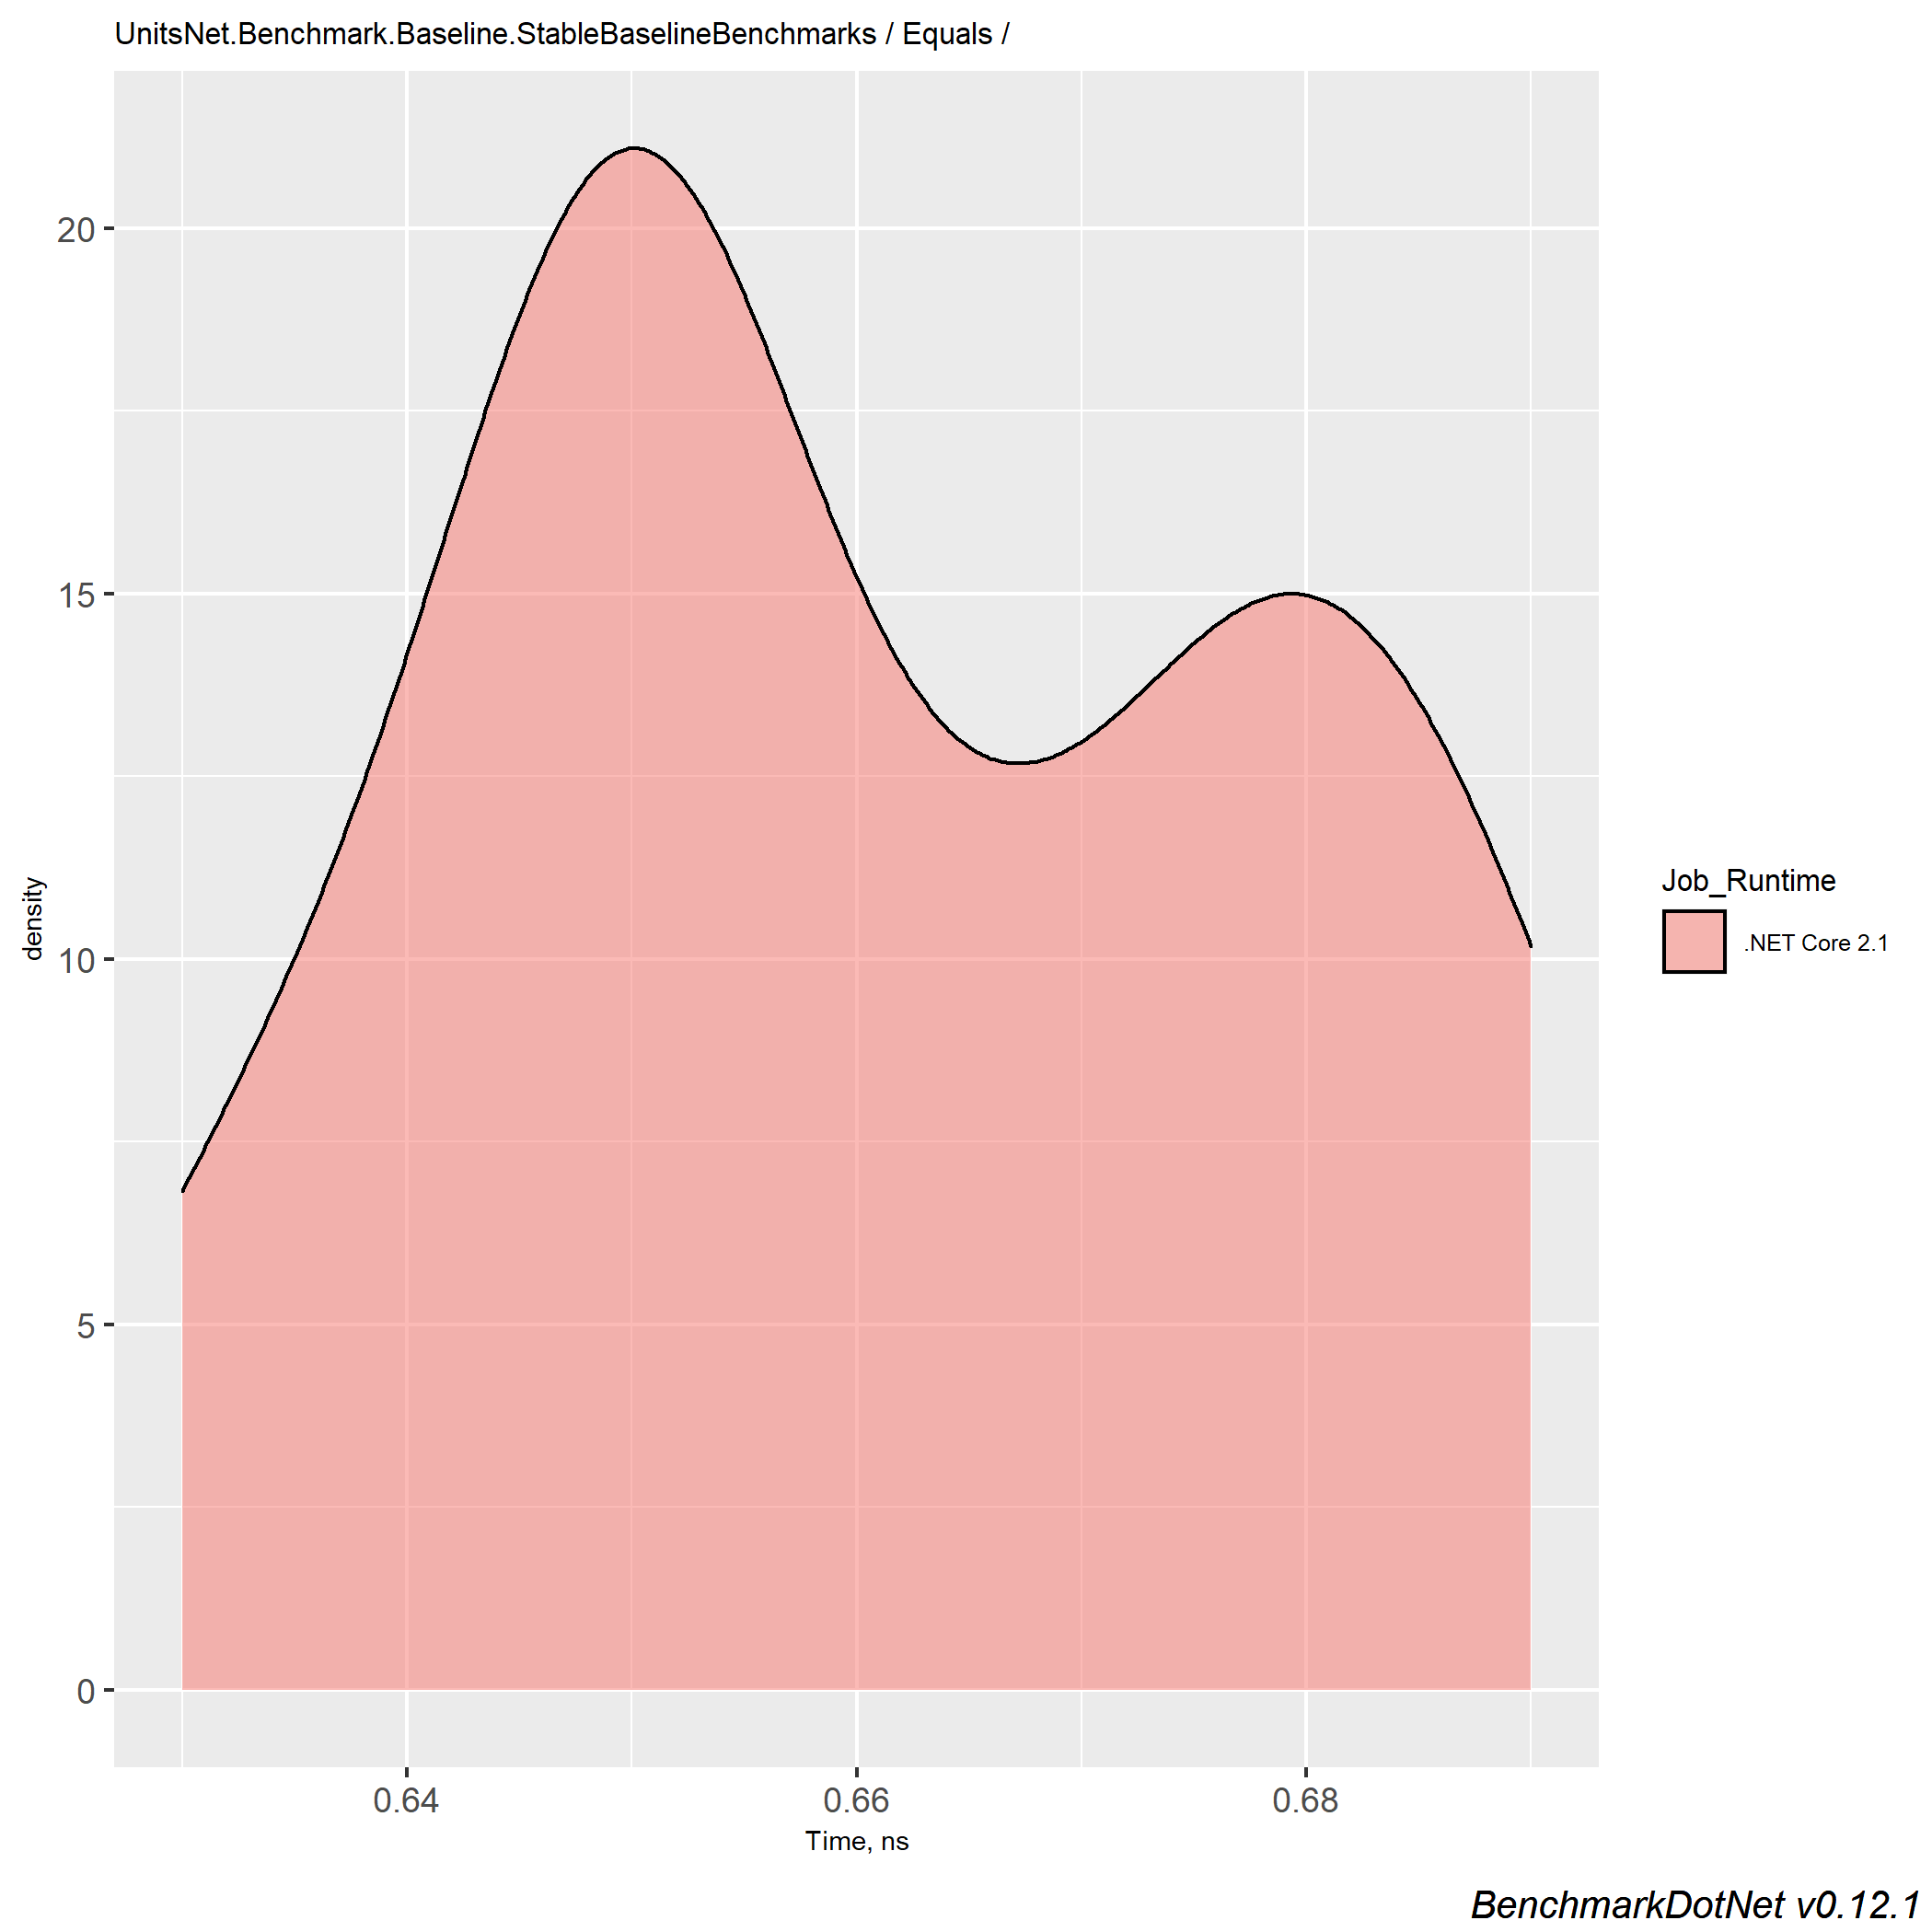 UnitsNet.Benchmark.Baseline.StableBaselineBenchmarks / Equals /
20
15
10
5
0
density
0.64
0.66
0.68
Time, ns
Job_Runtime
.NET Core 2.1
BenchmarkDotNet v0.12.1